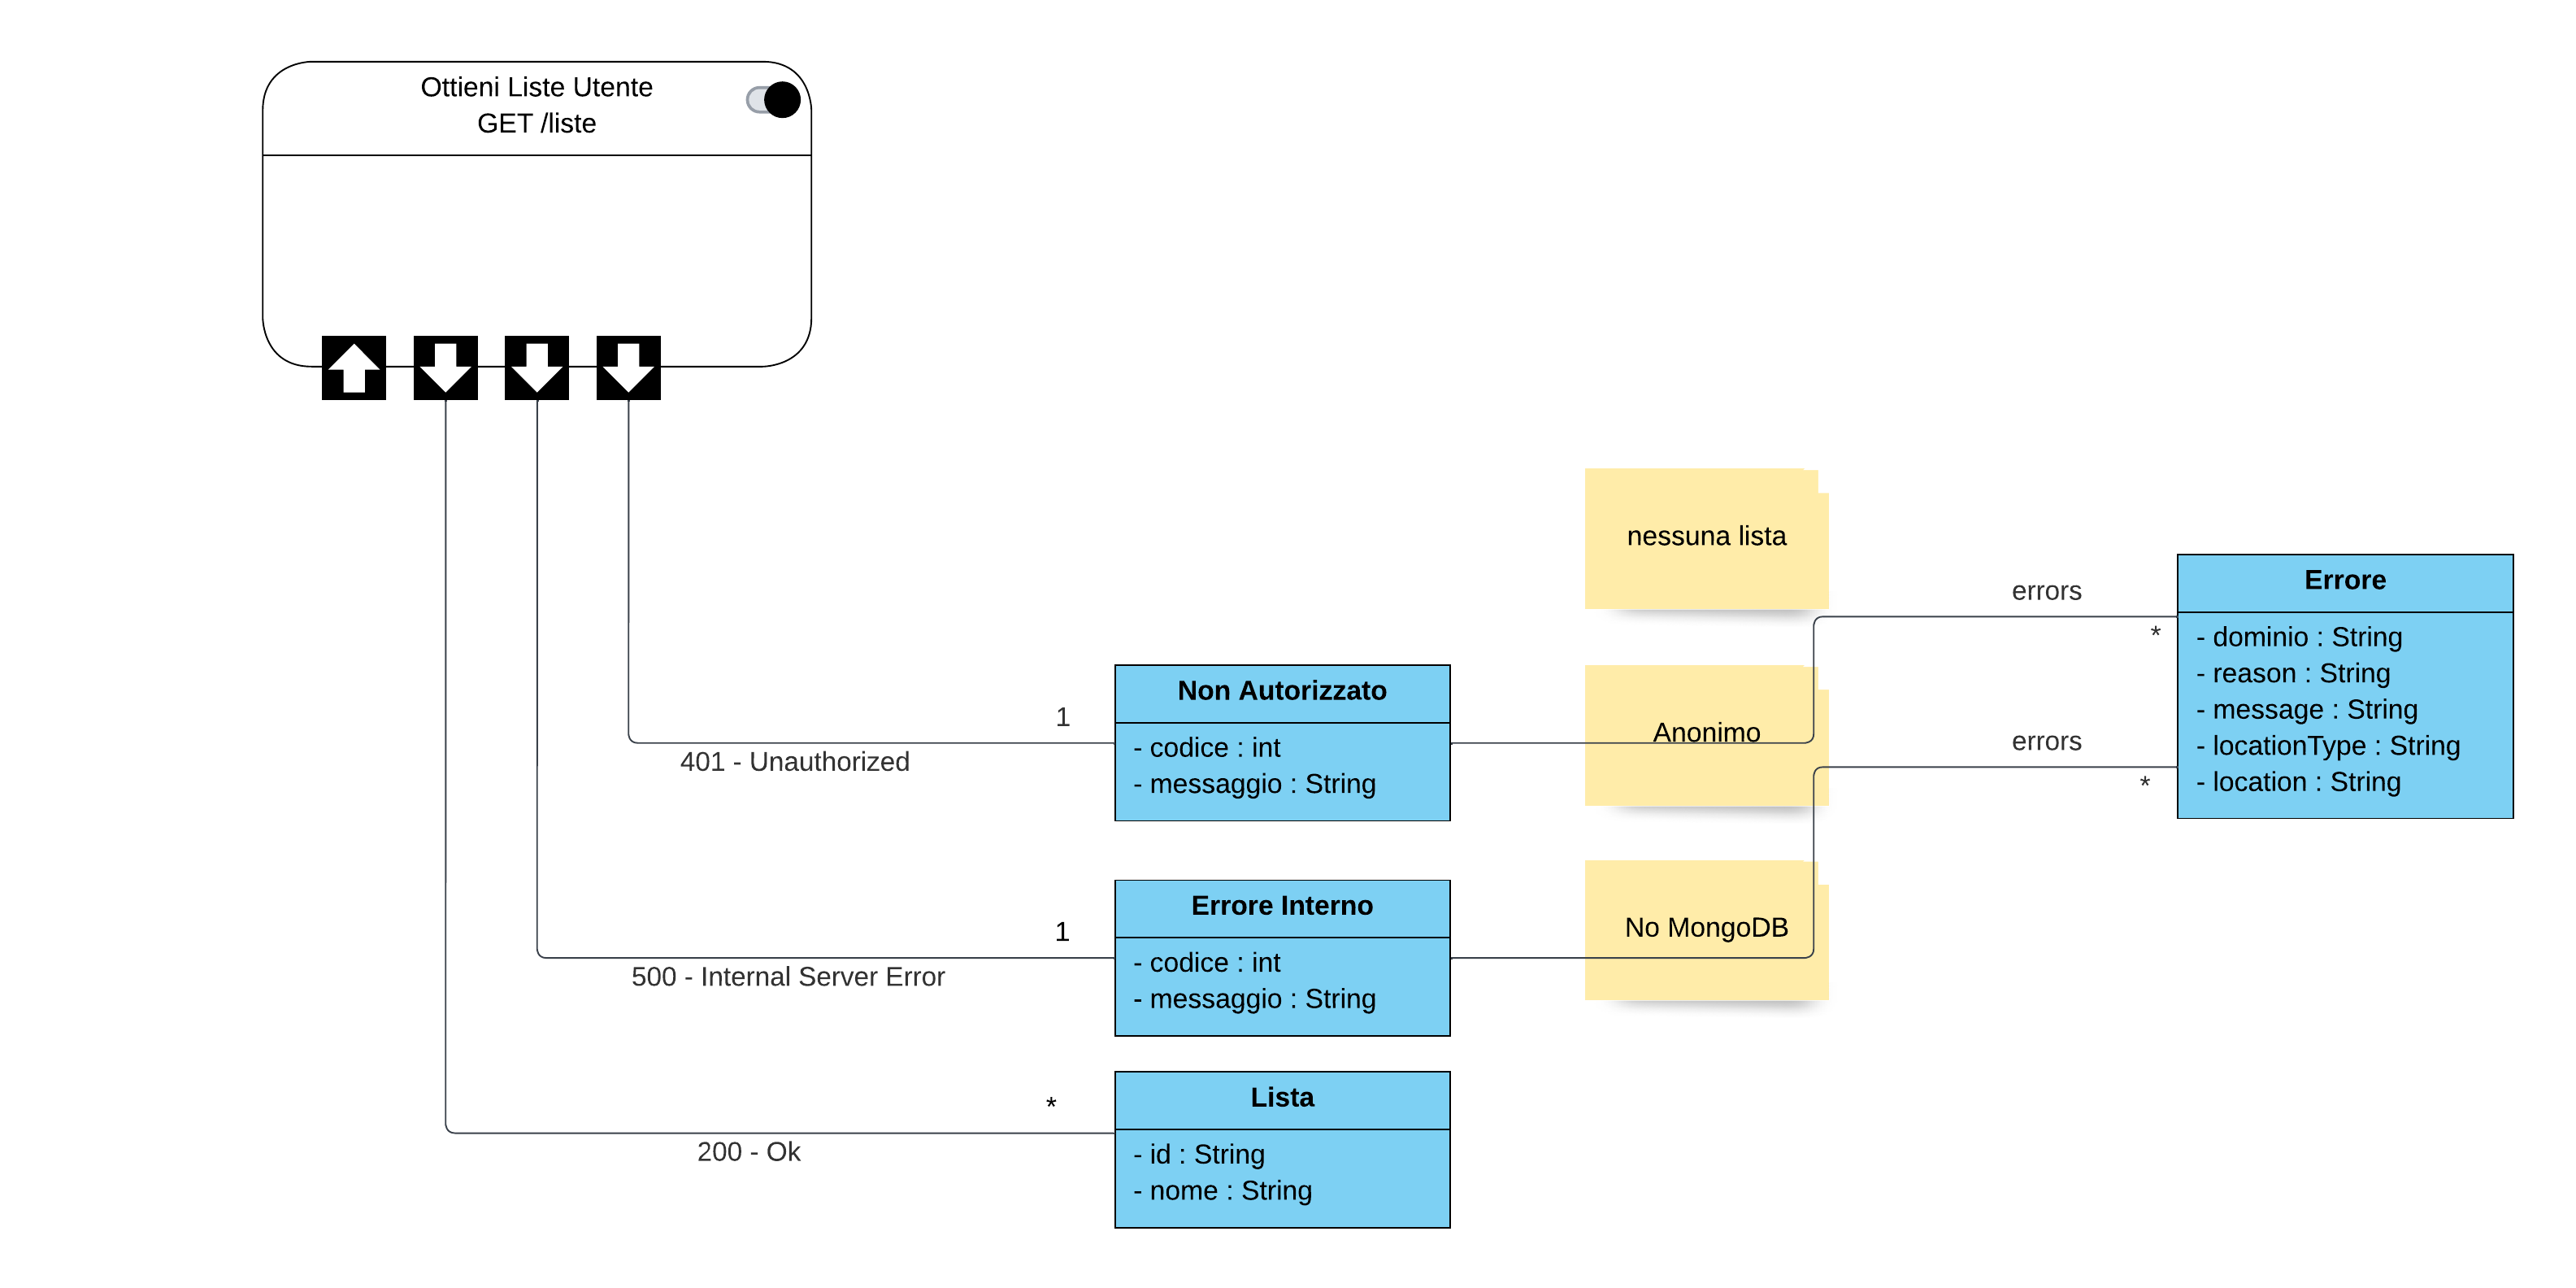 Ottieni Liste Utente
GET /liste
nessuna lista
errors
*
Errore
- dominio : String
- reason : String
- message : String
- locationType : String
- location : String
1
401 - Unauthorized
Non Autorizzato
- codice : int
- messaggio : String
Anonimo
errors
*
1
500 - Internal Server Error
Errore Interno
- codice : int
- messaggio : String
No MongoDB
*
200 - Ok
Lista
- id : String
- nome : String